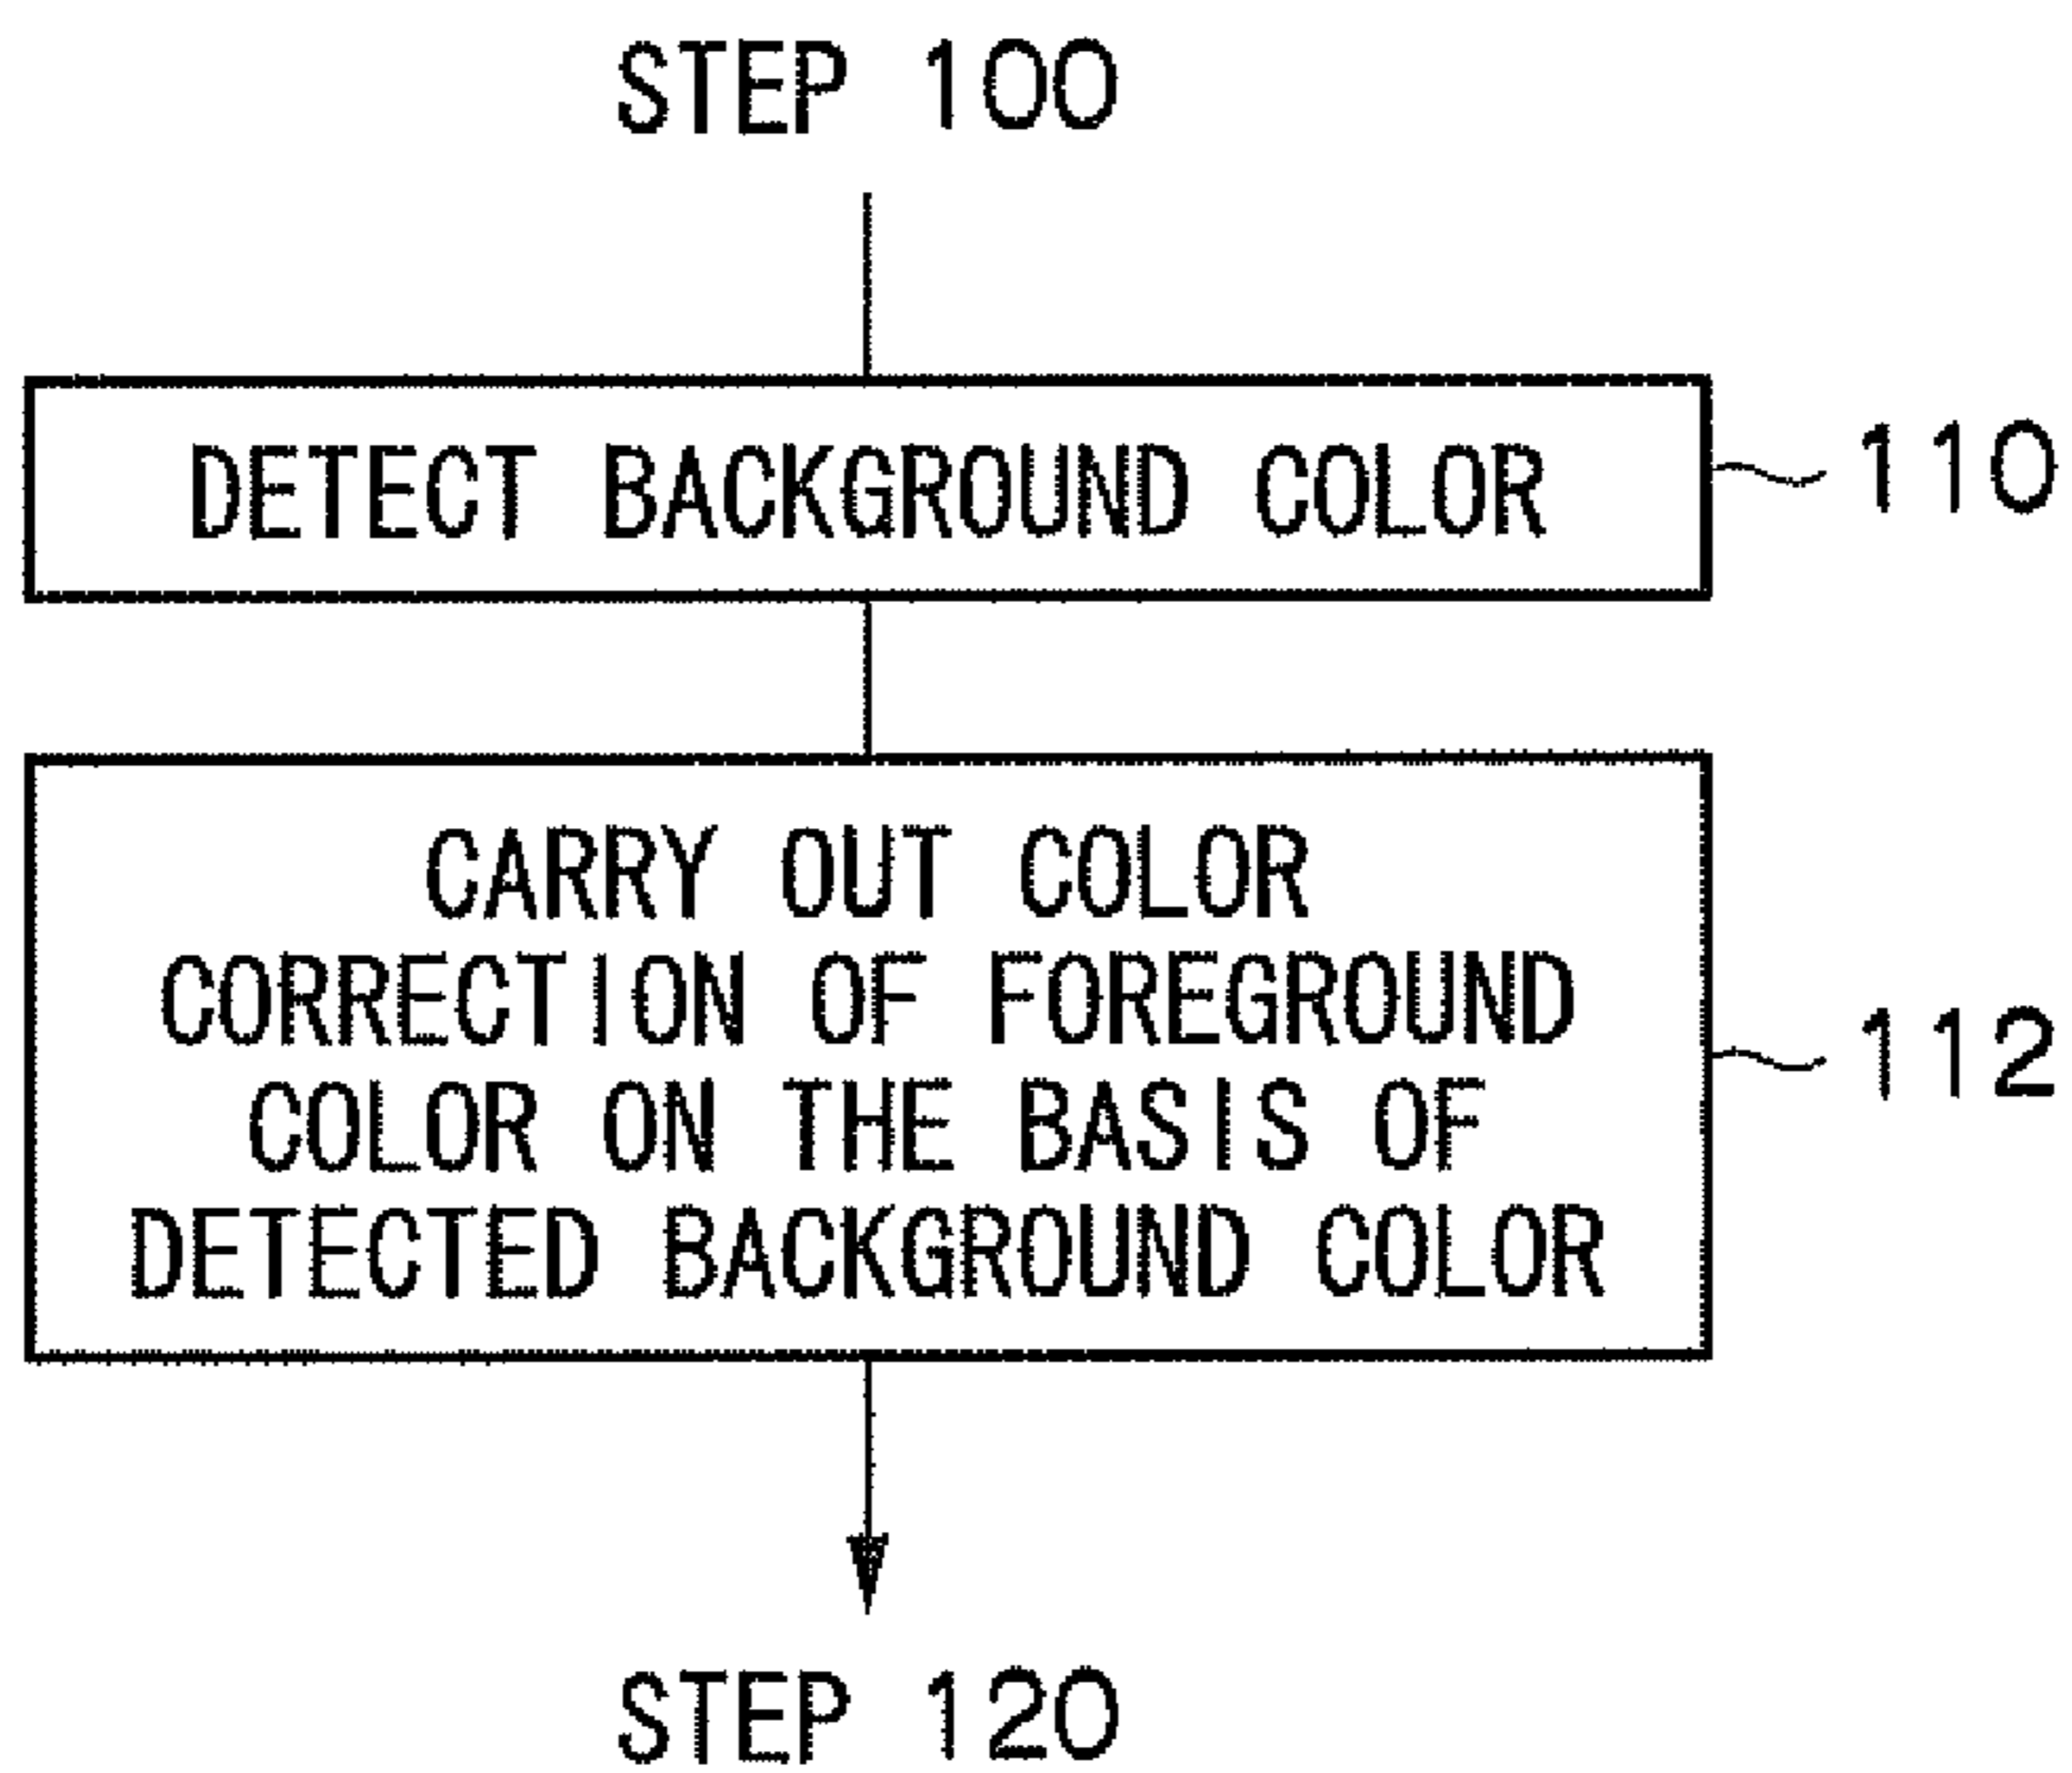 STEP 100
DETECT BACKGROUND COLOR
110
CARRY OUT COLOR
CORRECTION OF FOREGROUND
COLOR ON THE BASIS OF
DETECTED BACKGROUND COLOR
112
STEP 120